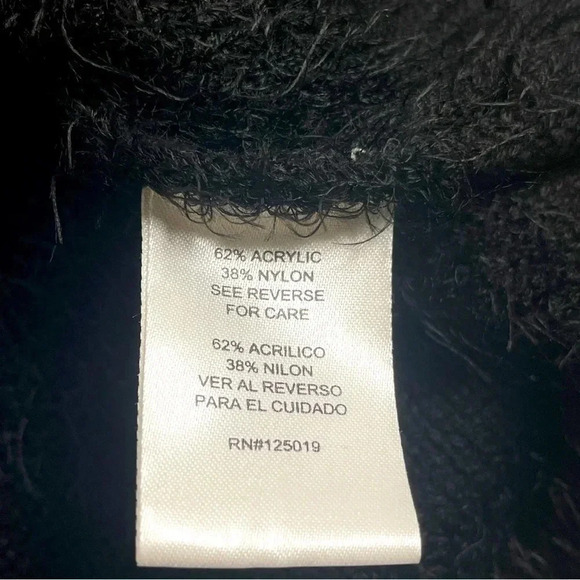 62% ACRYLIC
38% NYLON
SEE REVERSE
FOR CARE
62% ACRILICO
38% NILON
VER AL REVERSO
PARA EL CUIDADO
RN#125019